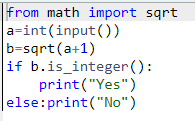 from math import sqrt
a=int(input())
b=sqrt(a+1)
if b.is_integer():
    print("Yes")
else:print("No")